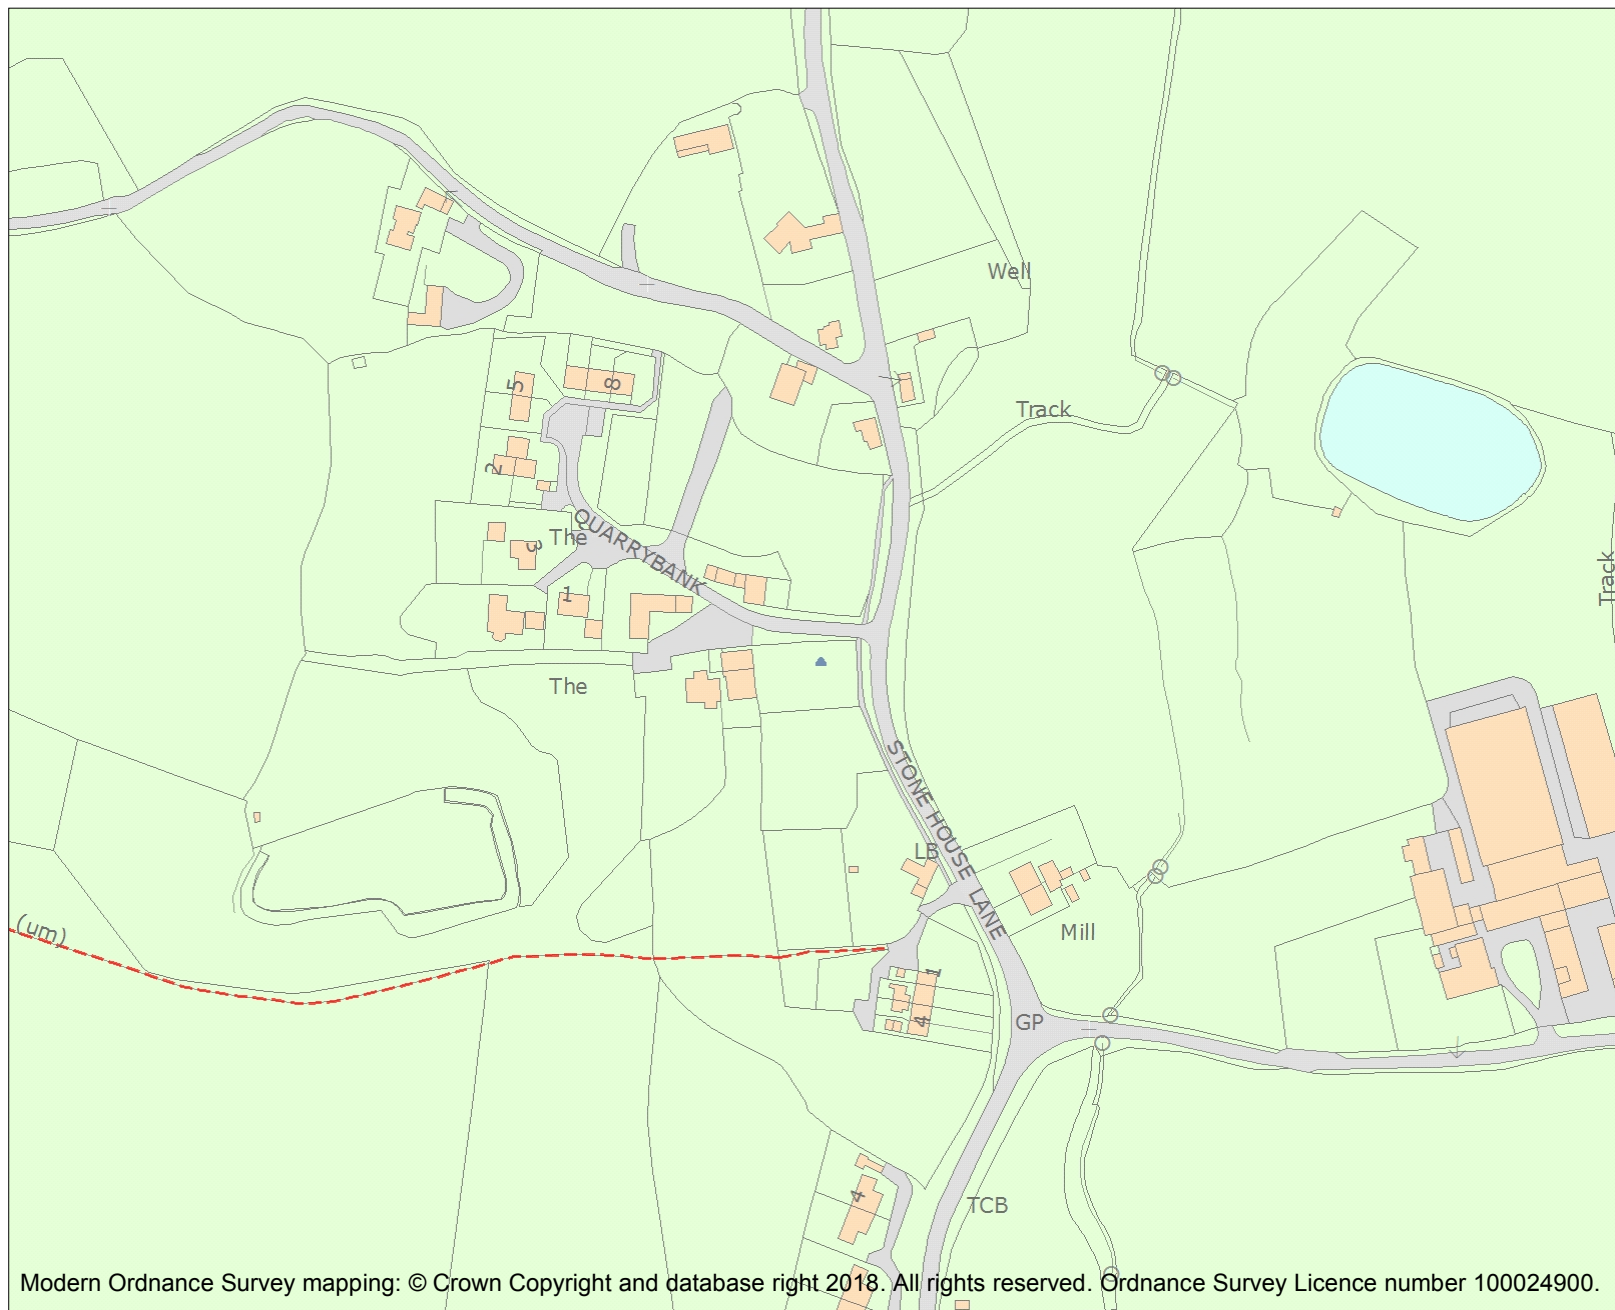 Well
Track
5
8
2
QUARRYBANK
The
3
1
Track
The
STONE HOUSE LANE
LB
(um)
Mill
1
4
GP
4
TCB
Modern Ordnance Survey mapping: © Crown Copyright and database right 2018. All rights reserved. Ordnance Survey Licence number 100024900.